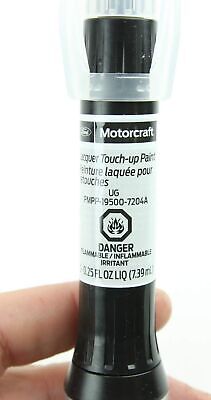 Ford Motorcraft
Lacquer Touch-up Paint
Peinture laquée pour
retouches
UG
PMPP-19500-7204A
DANGER
FLAMMABLE / INFLAMMABLE
IRRITANT
0.25 FL OZ LIQ (7.39 mL)